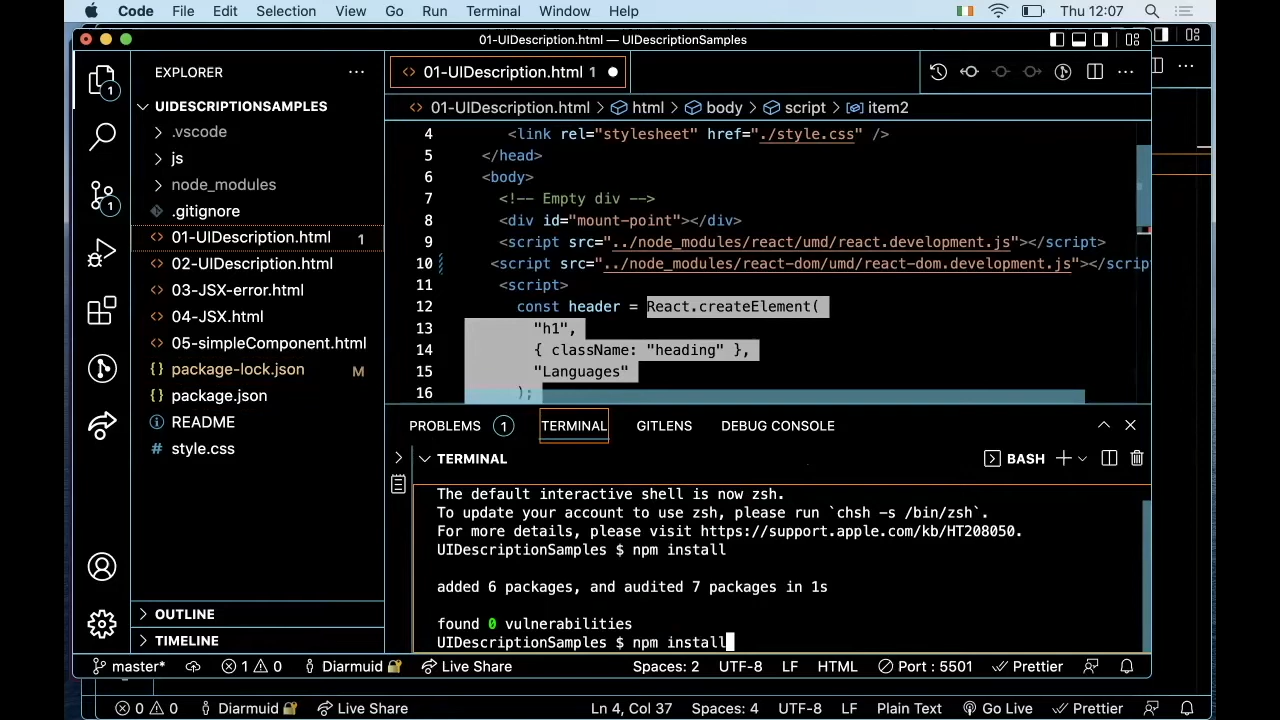 Code File Edit Selection View Go Run Terminal Window Help Thu 12:07
01-UIDescription.html — UIDescriptionSamples
EXPLORER
UIDESCRIPTIONSAMPLES
.vscode
js
node_modules
.gitignore
01-UIDescription.html 1
02-UIDescription.html
03-JSX-error.html
04-JSX.html
05-simpleComponent.html
package-lock.json M
package.json
README
style.css
OUTLINE
TIMELINE
1
1
01-UIDescription.html 1
01-UIDescription.html > html > body > script > item2
4 <link rel="stylesheet" href="./style.css" />
5 </head>
6 <body>
7 <!-- Empty div -->
8 <div id="mount-point"></div>
9 <script src="../node_modules/react/umd/react.development.js"></script>
10 <script src="../node_modules/react-dom/umd/react-dom.development.js"></scrip
11 <script>
12 const header = React.createElement(
13 "h1",
14 { className: "heading" },
15 "Languages"
16 );
PROBLEMS 1 TERMINAL GITLENS DEBUG CONSOLE
TERMINAL BASH
The default interactive shell is now zsh.
To update your account to use zsh, please run `chsh -s /bin/zsh`.
For more details, please visit https://support.apple.com/kb/HT208050.
UIDescriptionSamples $ npm install
added 6 packages, and audited 7 packages in 1s
found 0 vulnerabilities
UIDescriptionSamples $ npm install
master* 1 0 Diarmuid Live Share Spaces: 2 UTF-8 LF HTML Port : 5501 Prettier
0 0 Diarmuid Live Share Ln 4, Col 37 Spaces: 4 UTF-8 LF Plain Text Go Live Prettier